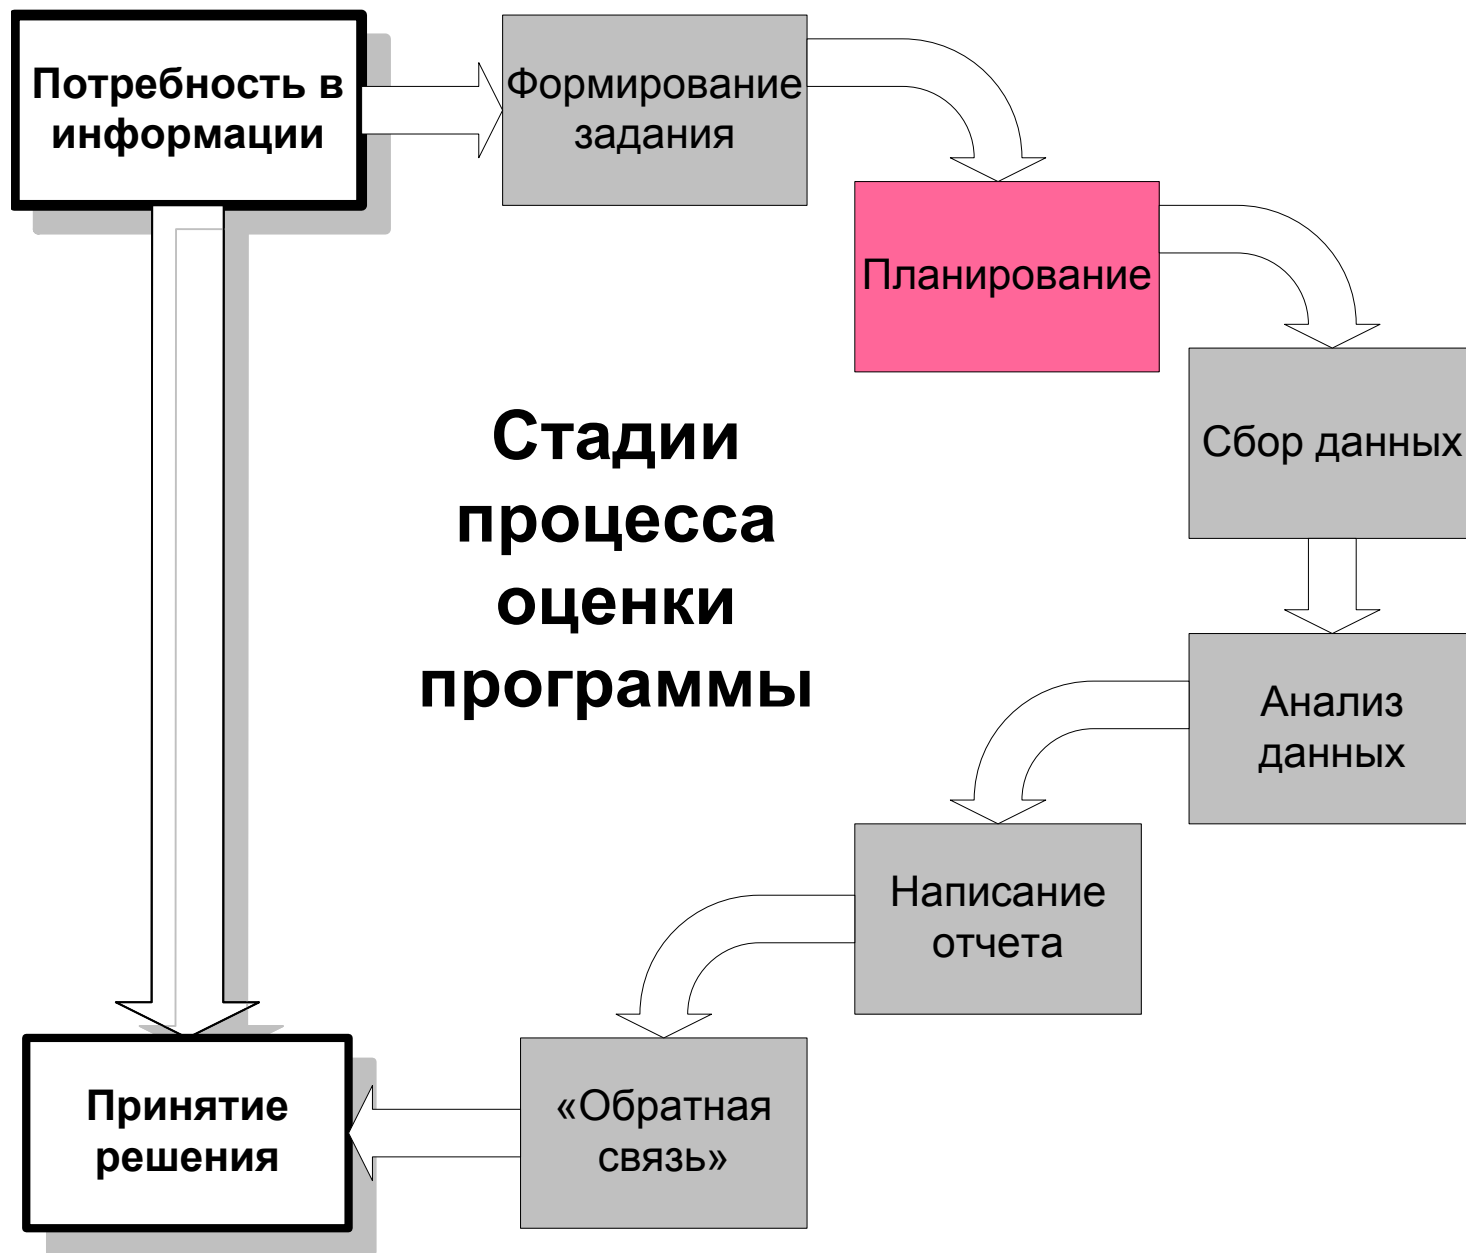 Потребность в
информации
Формирование
задания
Планирование
Сбор данных
Стадии
процесса
оценки
программы
Анализ
данных
Написание
отчета
«Обратная
связь»
Принятие
решения